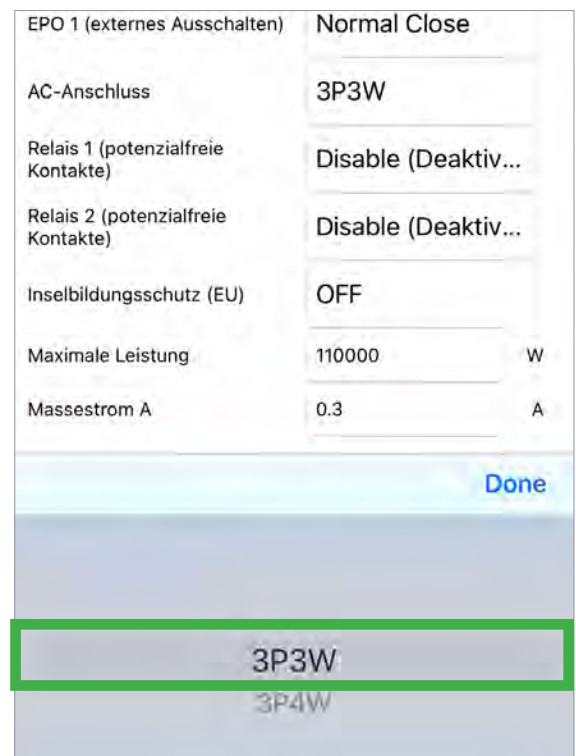 EPO 1 (externes Ausschalten) Normal Close
AC-Anschluss 3P3W
Relais 1 (potenzialfreie
Kontakte) Disable (Deaktiv...
Relais 2 (potenzialfreie
Kontakte) Disable (Deaktiv...
Inselbildungsschutz (EU) OFF
Maximale Leistung 110000 W
Massestrom A 0.3 A
Done
3P3W
3P4W